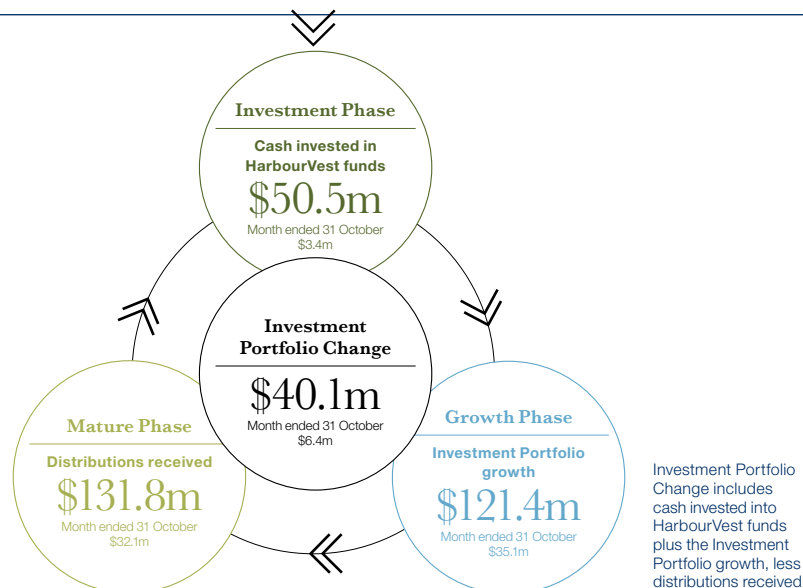 Investment Phase
Cash invested in
HarbourVest funds
$50.5m
Month ended 31 October
$3.4m
Investment
Portfolio Change
$40.1m
Month ended 31 October
$6.4m
Mature Phase
Distributions received
$131.8m
Month ended 31 October
$32.1m
Growth Phase
Investment Portfolio
growth
$121.4m
Month ended 31 October
$35.1m
Investment Portfolio
Change includes
cash invested into
HarbourVest funds
plus the Investment
Portfolio growth, less
distributions received